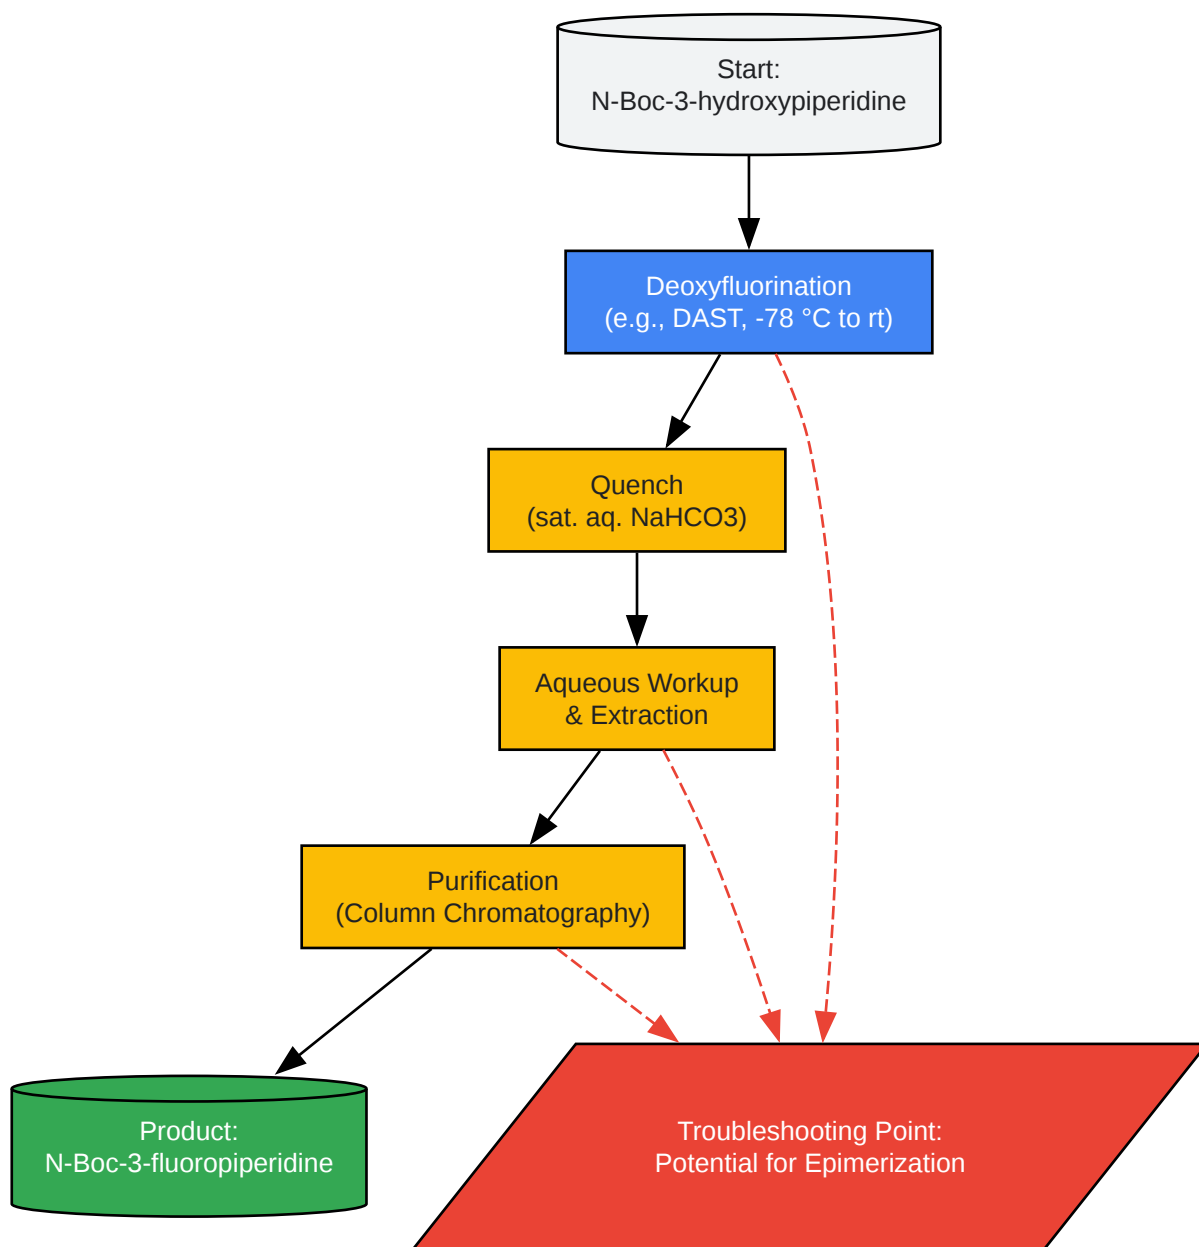 Start:
N-Boc-3-hydroxypiperidine
Deoxyfluorination
(e.g., DAST, -78 °C to rt)
Quench
(sat. aq. NaHCO3)
Aqueous Workup
& Extraction
Purification
(Column Chromatography)
Product:
N-Boc-3-fluoropiperidine
Troubleshooting Point:
Potential for Epimerization